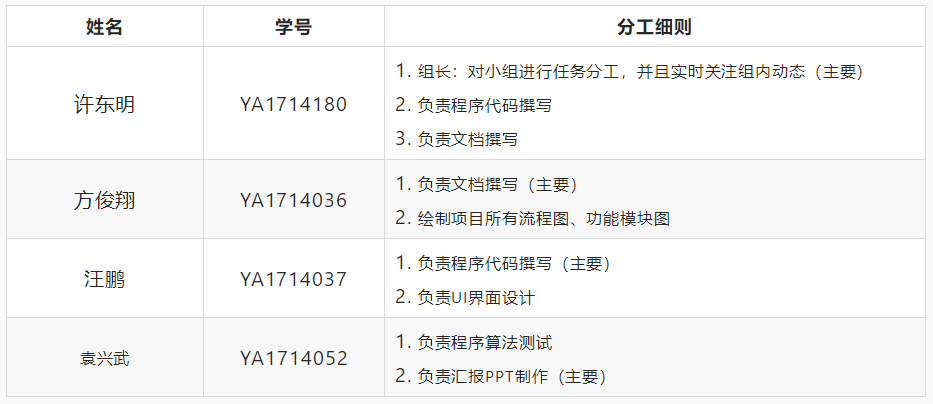 姓名 学号 分工细则
许东明 YA1714180
1. 组长：对小组进行任务分工，并且实时关注组内动态（主要）
2. 负责程序代码撰写
3. 负责文档撰写
方俊翔 YA1714036
1. 负责文档撰写（主要）
2. 绘制项目所有流程图、功能模块图
汪鹏 YA1714037
1. 负责程序代码撰写（主要）
2. 负责UI界面设计
袁兴武 YA1714052
1. 负责程序算法测试
2. 负责汇报PPT制作（主要）